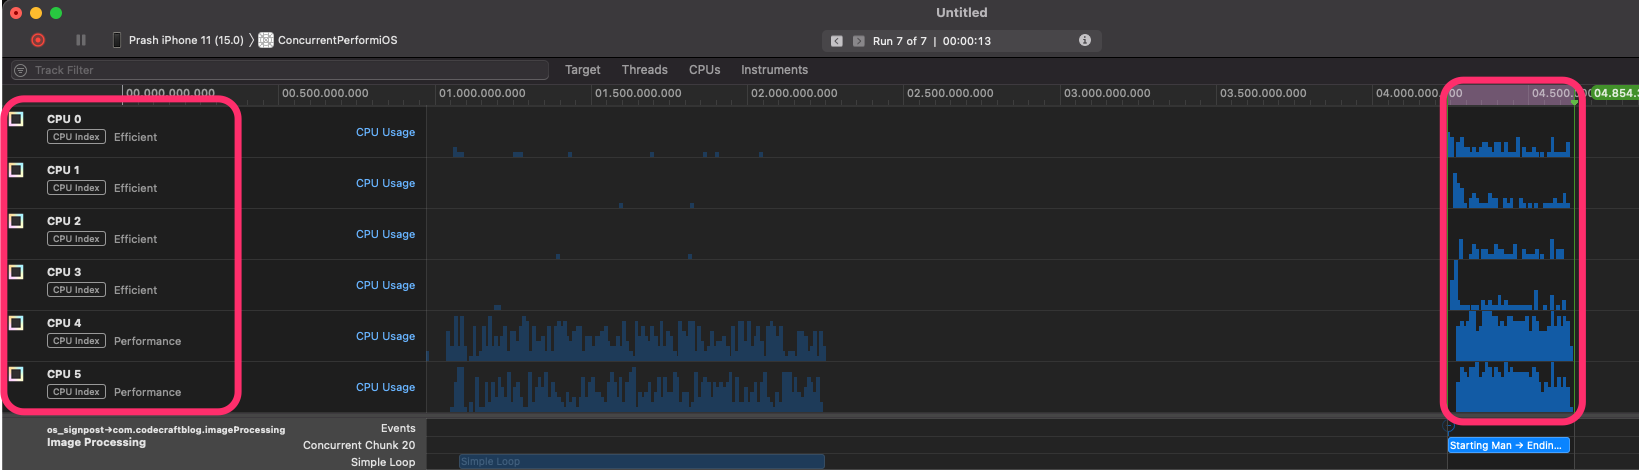 Untitled
Prash iPhone 11 (15.0) 〉 ConcurrentPerformiOS
Run 7 of 7 | 00:00:13
Track Filter
Target Threads CPUs Instruments
00.000.000.000 00.500.000.000 01.000.000.000 01.500.000.000 02.000.000.000 02.500.000.000 03.000.000.000 03.500.000.000 04.000.0 00 04.500. 04.854.3
CPU 0
CPU Index Efficient
CPU Usage
CPU 1
CPU Index Efficient
CPU Usage
CPU 2
CPU Index Efficient
CPU Usage
CPU 3
CPU Index Efficient
CPU Usage
CPU 4
CPU Index Performance
CPU Usage
CPU 5
CPU Index Performance
CPU Usage
os_signpost→com.codecraftblog.imageProcessing
Image Processing
Events
Concurrent Chunk 20
Starting Man → Endin...
Simple Loop
Simple Loop